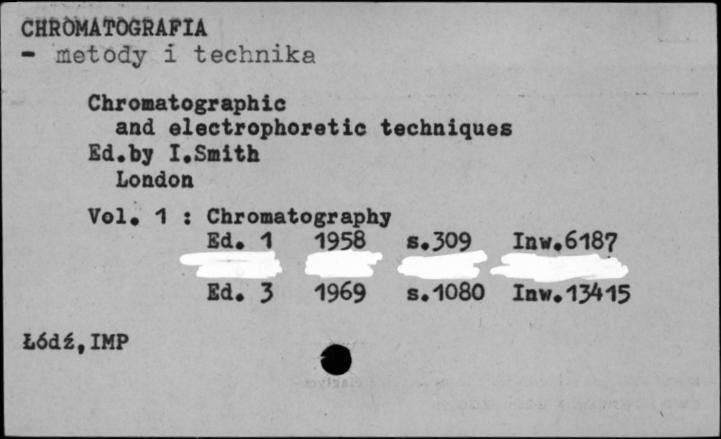 CHROMATOGRAFIA
- metody i technika
Chromatographic
and electrophoretic techniques
Ed.by I.Smith
London
Vol. 1 : Chromatography
Ed. 1 1958 s.309 Inw.6187
Ed. 3 1969 s.1080 Inw.13415
Łódź,IMP